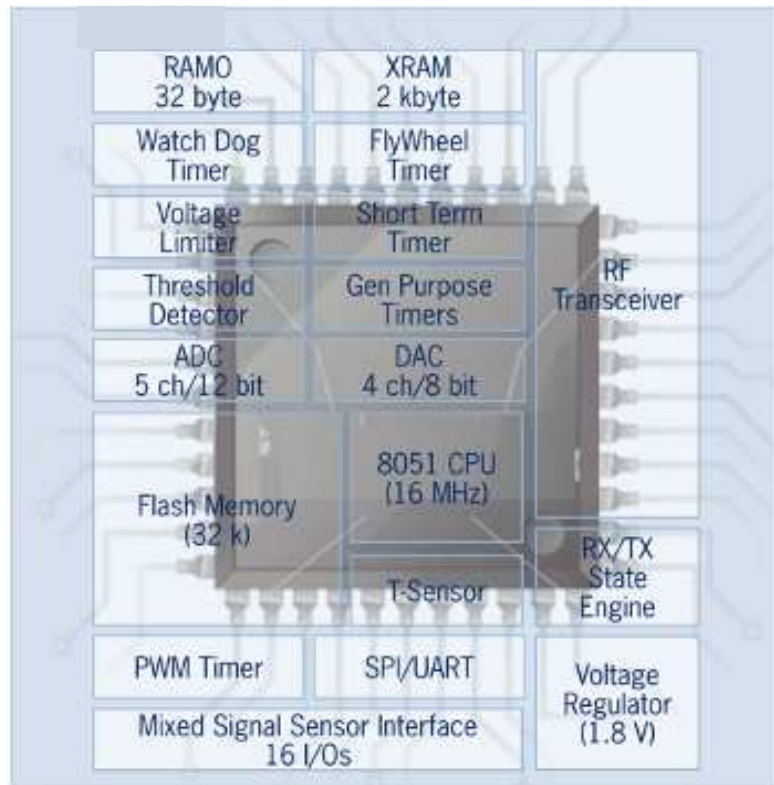 RAMO
32 byte
XRAM
2 kbyte
Watch Dog
Timer
FlyWheel
Timer
Voltage
Limiter
Short Term
Timer
RF
Transceiver
Threshold
Detector
Gen Purpose
Timers
ADC
5 ch/12 bit
DAC
4 ch/8 bit
Flash Memory
(32 k)
8051 CPU
(16 MHz)
T-Sensor
RX/TX
State
Engine
PWM Timer
SPI/UART
Voltage
Regulator
(1.8 V)
Mixed Signal Sensor Interface
16 I/Os